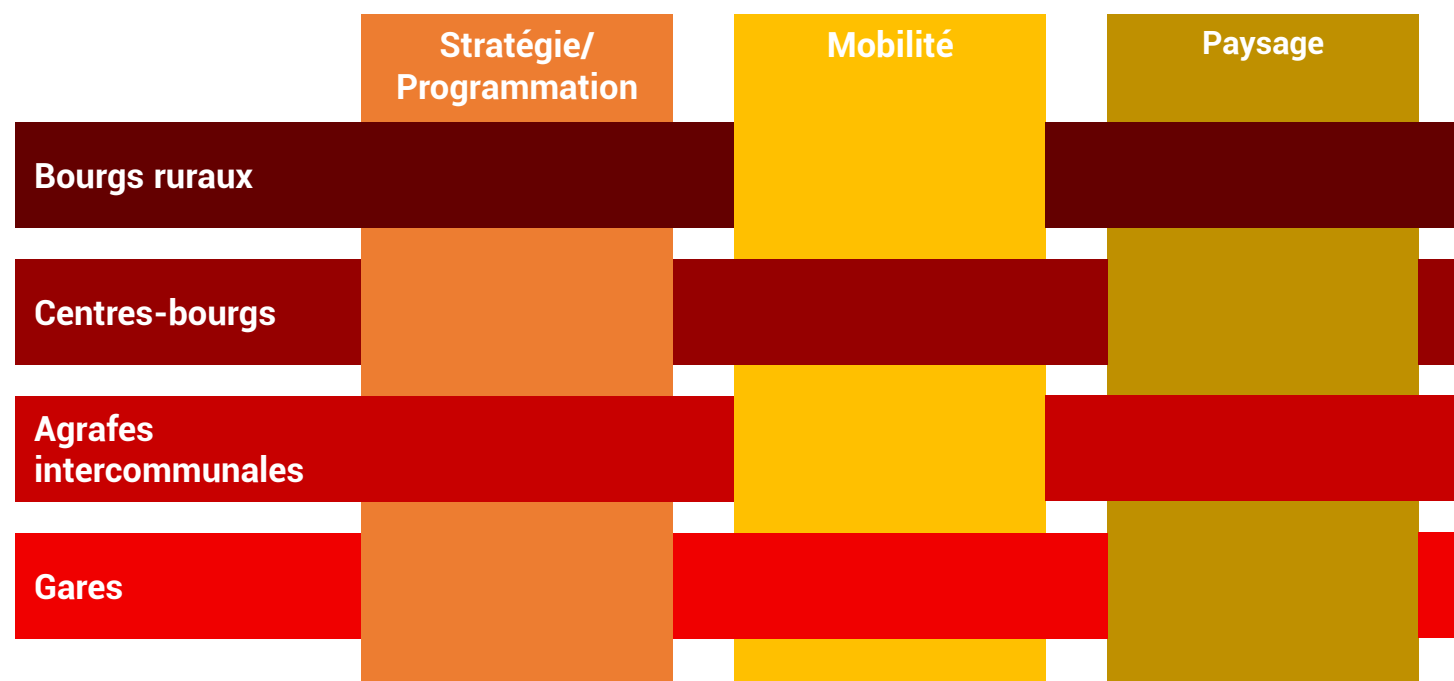 Stratégie/
Programmation
Mobilité
Paysage
Bourgs ruraux
Centres-bourgs
Agrafes
intercommunales
Gares